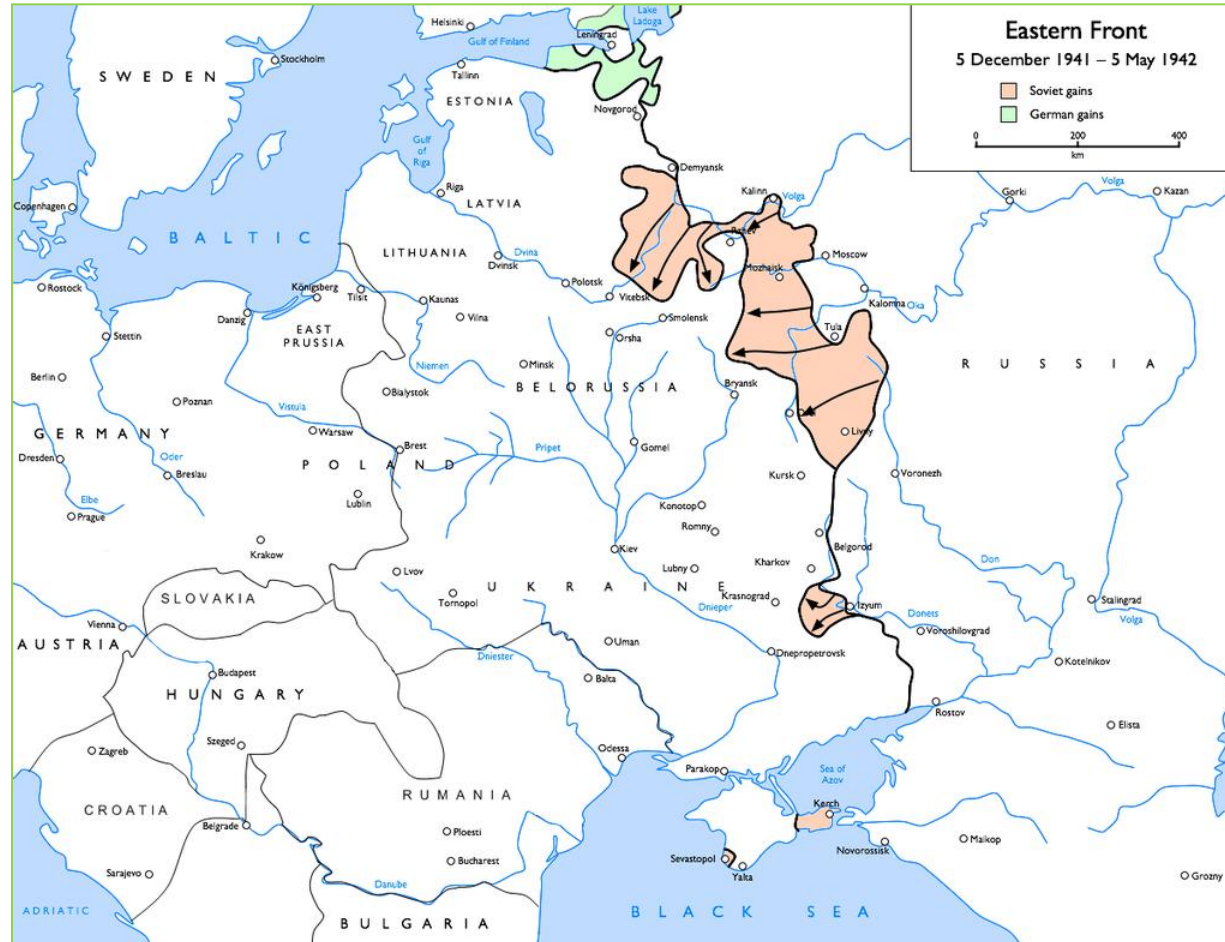 Eastern Front
5 December 1941 – 5 May 1942
Soviet gains
German gains
0 200 400
km
Helsinki
Lake
Ladoga
Leningrad
Gulf of Finland
Stockholm
SWEDEN
Tallinn
ESTONIA
Novgorod
Gulf
of
Riga
Demyansk
Riga
LATVIA
Kalinn
Volga
Gorki
Volga
Kazan
Copenhagen
BALTIC
LITHUANIA
Dvina
Dvinsk
Moscow
Mozhaisk
Rostock
Königsberg
Tilsit
Kaunas
Polotsk
Vitebsk
Kalomna
Oka
Danzig
Vilna
Smolensk
Orsha
Tula
Stettin
EAST
PRUSSIA
Niemen
Minsk
RUSSIA
Berlin
Bialystok
BELORUSSIA
Bryansk
Poznan
Vistula
Warsaw
GERMANY
Brest
Gomel
Livny
Dresden
Oder
POLAND
Pripet
Breslau
Kursk
Voronezh
Elbe
Lublin
Prague
Konotop
Romny
Krakow
Kiev
Belgorod
Don
Lvov
Lubny
Kharkov
UKRAINE
SLOVAKIA
Tornopol
Krasnograd
Dnieper
Izyum
Donets
Stalingrad
Volga
Vienna
AUSTRIA
Uman
Voroshilovgrad
Dniester
Dnepropetrovsk
Kotelnikov
Budapest
Balta
HUNGARY
Rostov
Elista
Szeged
Odessa
Zagreb
Parakop
Sea of
Azov
RUMANIA
CROATIA
Kerch
Belgrade
Ploesti
Maikop
Novorossisk
Bucharest
Sevastopol
Yalta
Sarajevo
Grozny
Danube
ADRIATIC
BULGARIA
BLACK SEA